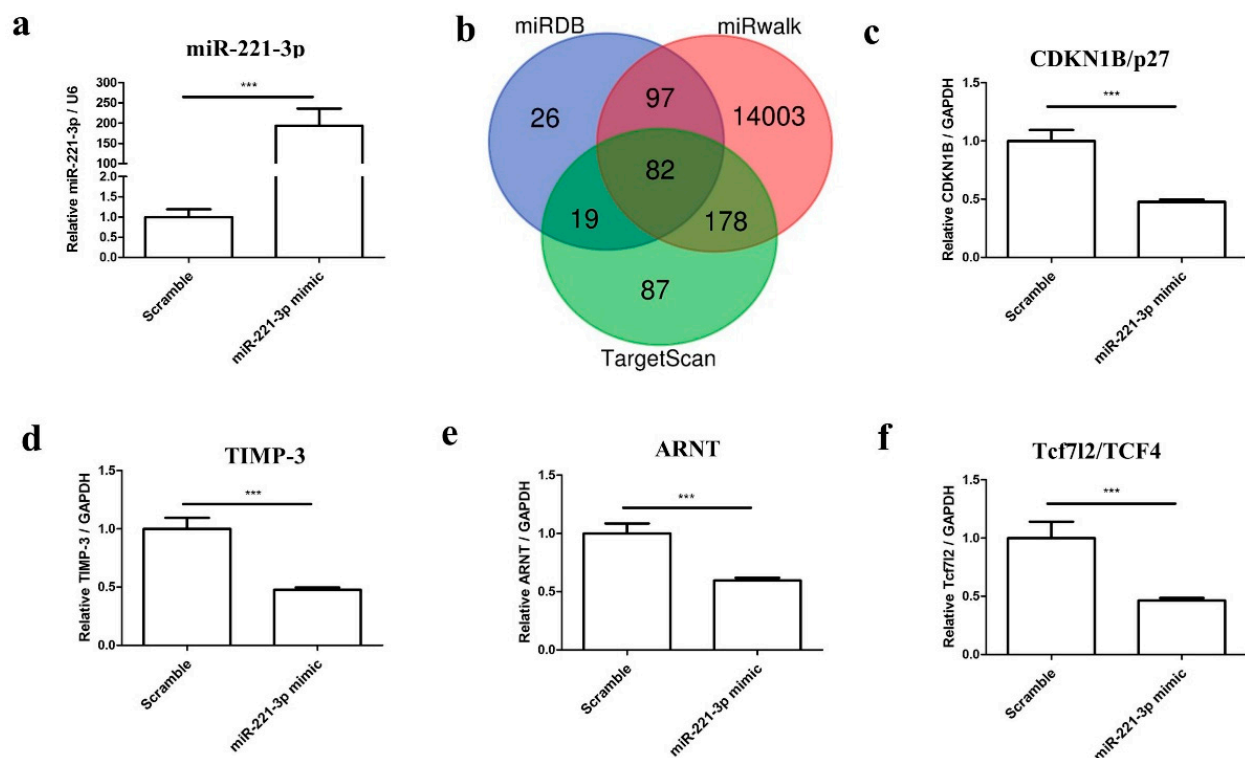 a
miR-221-3p
Relative miR-221-3p / U6
300
250
200
150
100
2.0
1.5
1.0
0.5
0.0
***
Scramble
miR-221-3p mimic
b
miRDB
miRwalk
26
97
14003
82
19
178
87
TargetScan
c
CDKN1B/p27
Relative CDKN1B / GAPDH
1.5
1.0
0.5
0.0
***
Scramble
miR-221-3p mimic
d
TIMP-3
Relative TIMP-3 / GAPDH
1.5
1.0
0.5
0.0
***
Scramble
miR-221-3p mimic
e
ARNT
Relative ARNT / GAPDH
1.5
1.0
0.5
0.0
***
Scramble
miR-221-3p mimic
f
Tcf7l2/TCF4
Relative Tcf7l2 / GAPDH
1.5
1.0
0.5
0.0
***
Scramble
miR-221-3p mimic